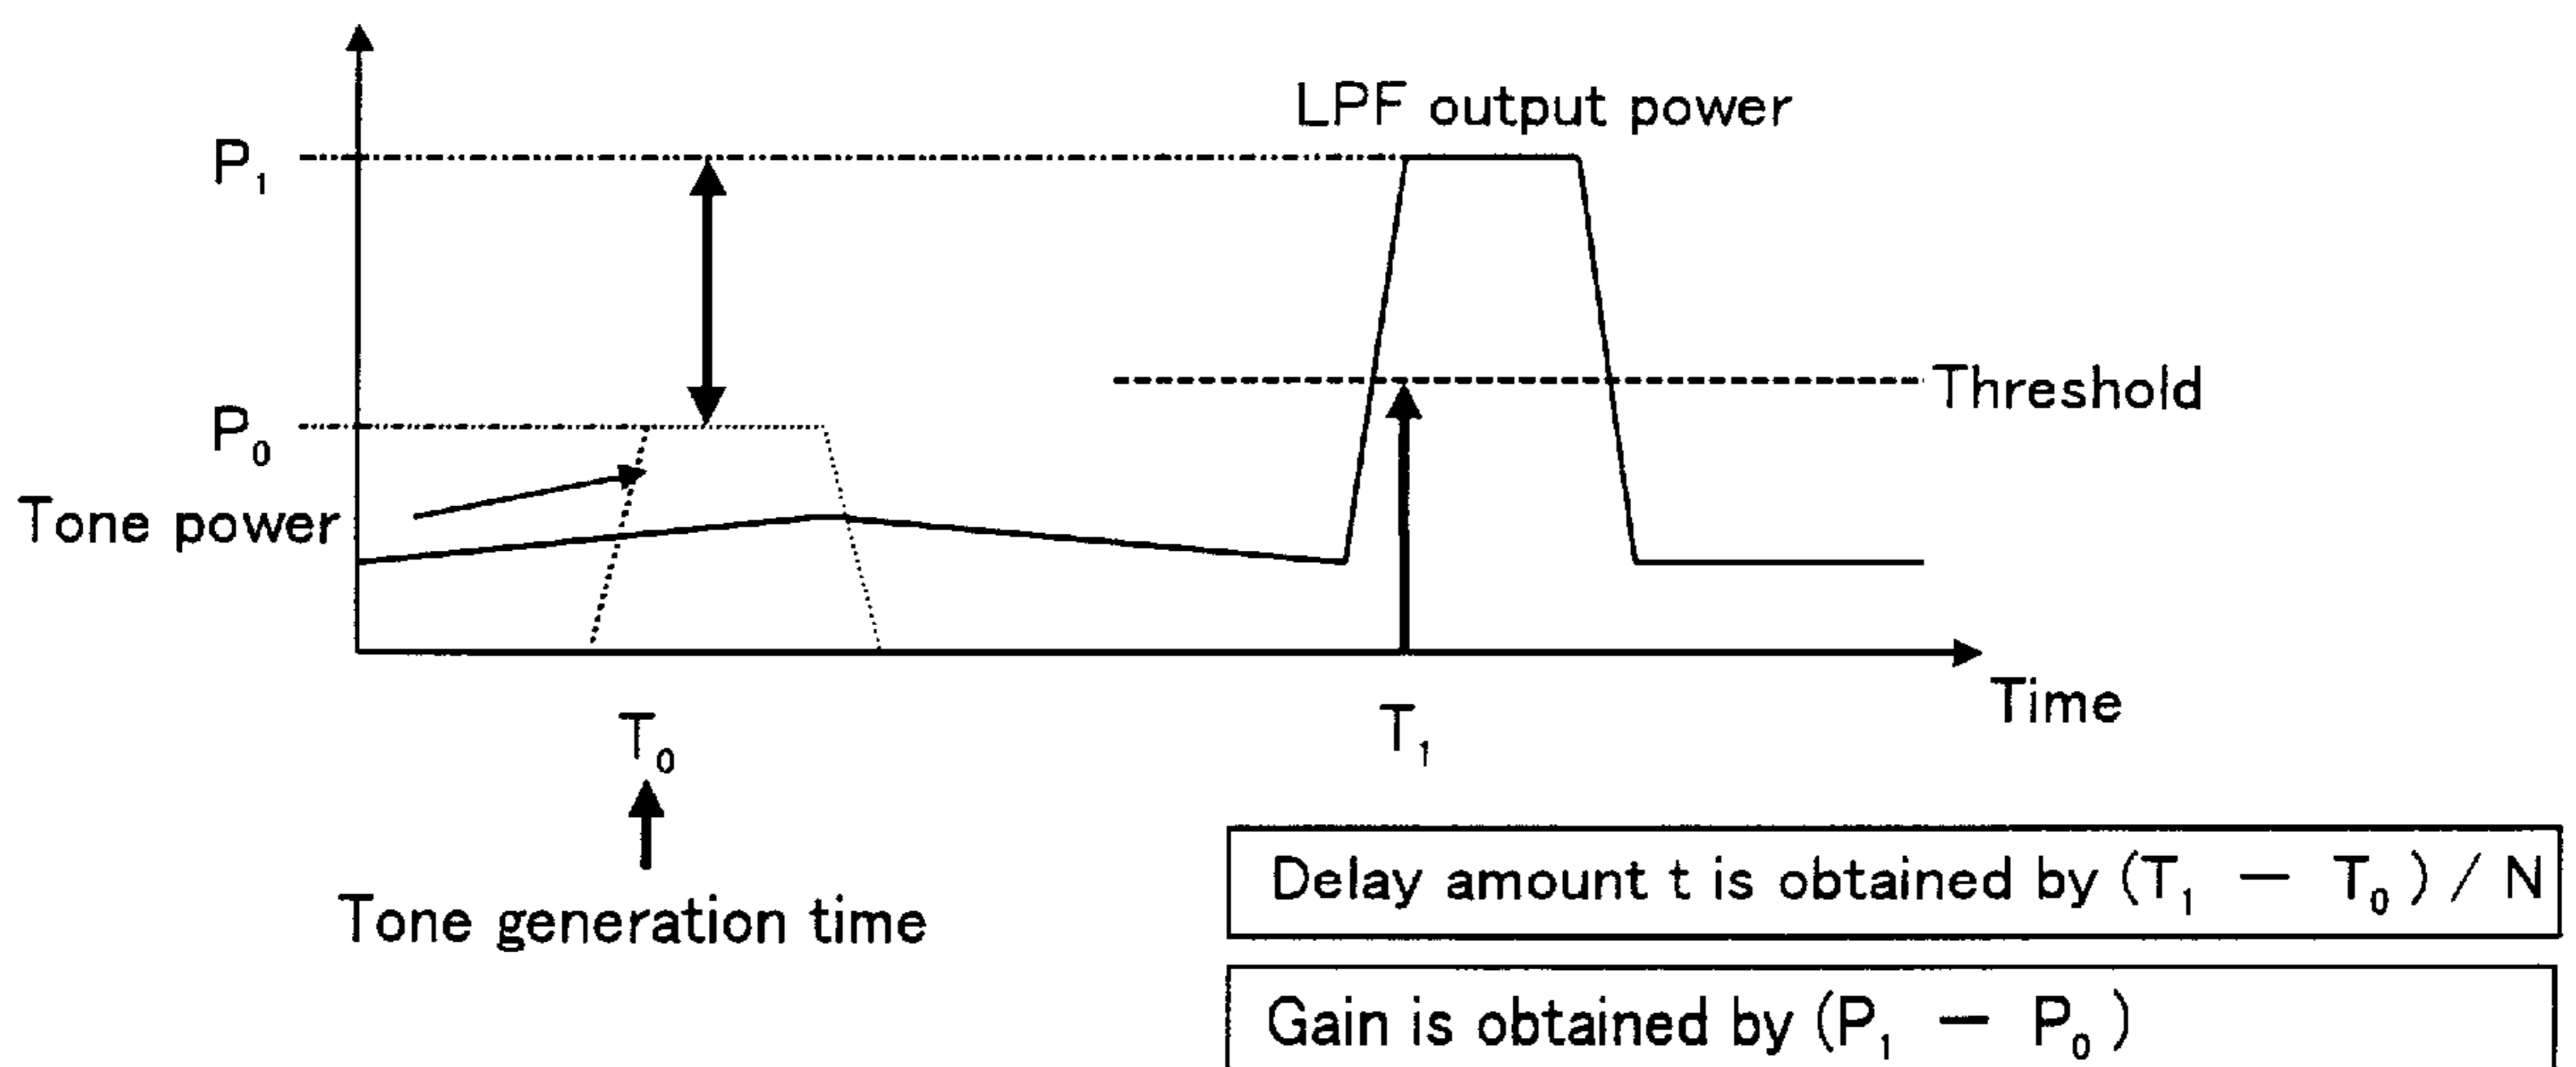 LPF output power
P₁
Threshold
P₀
Tone power
Time
T₀
T₁
Tone generation time
Delay amount t is obtained by (T₁ − T₀) / N
Gain is obtained by (P₁ − P₀)